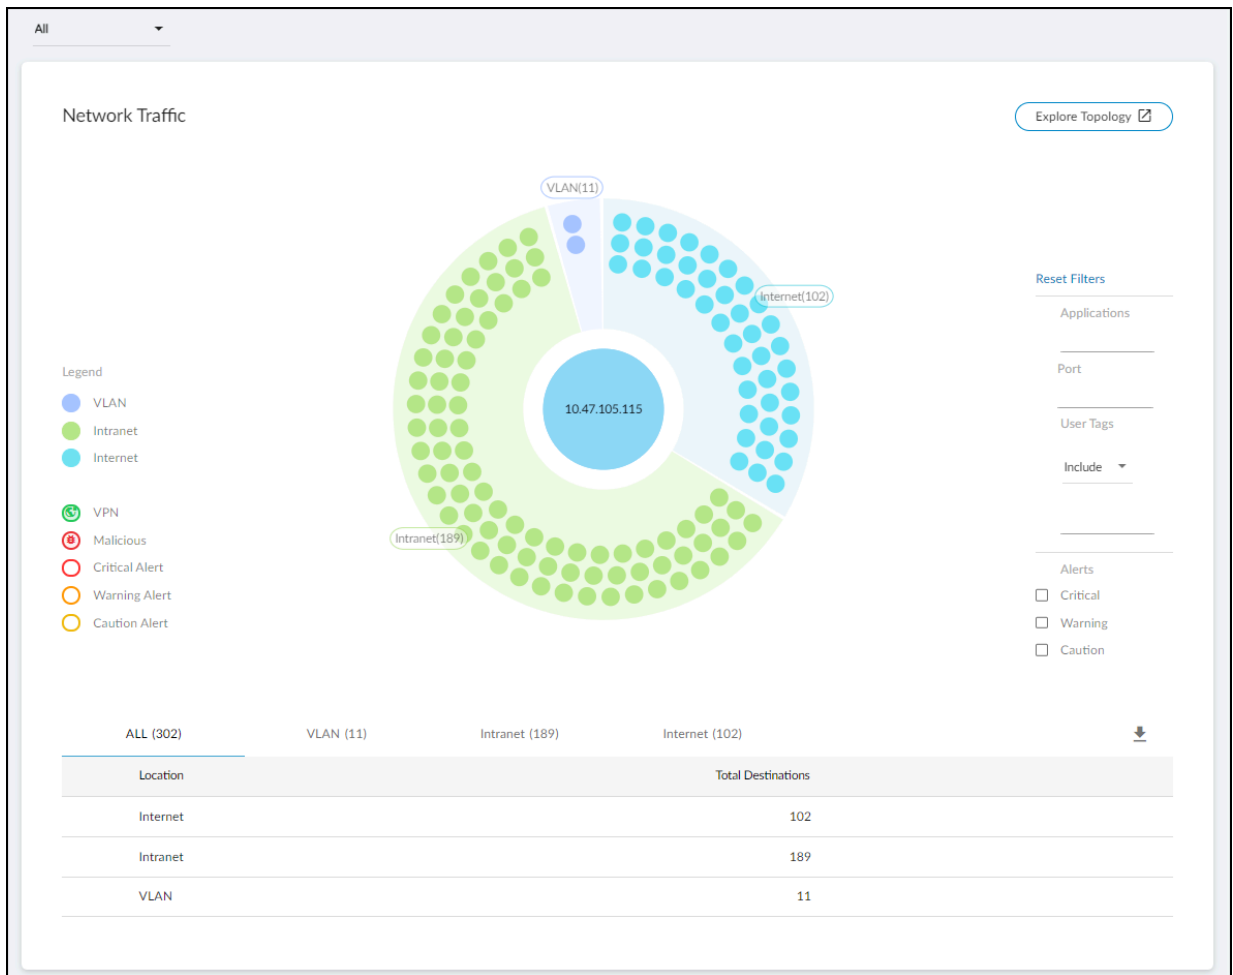 All
Network Traffic
Explore Topology
VLAN(11)
Internet(102)
Intranet(189)
10.47.105.115
Legend
VLAN
Intranet
Internet
VPN
Malicious
Critical Alert
Warning Alert
Caution Alert
Reset Filters
Applications
Port
User Tags
Include
Alerts
Critical
Warning
Caution
ALL (302) VLAN (11) Intranet (189) Internet (102)
Location Total Destinations
Internet 102
Intranet 189
VLAN 11